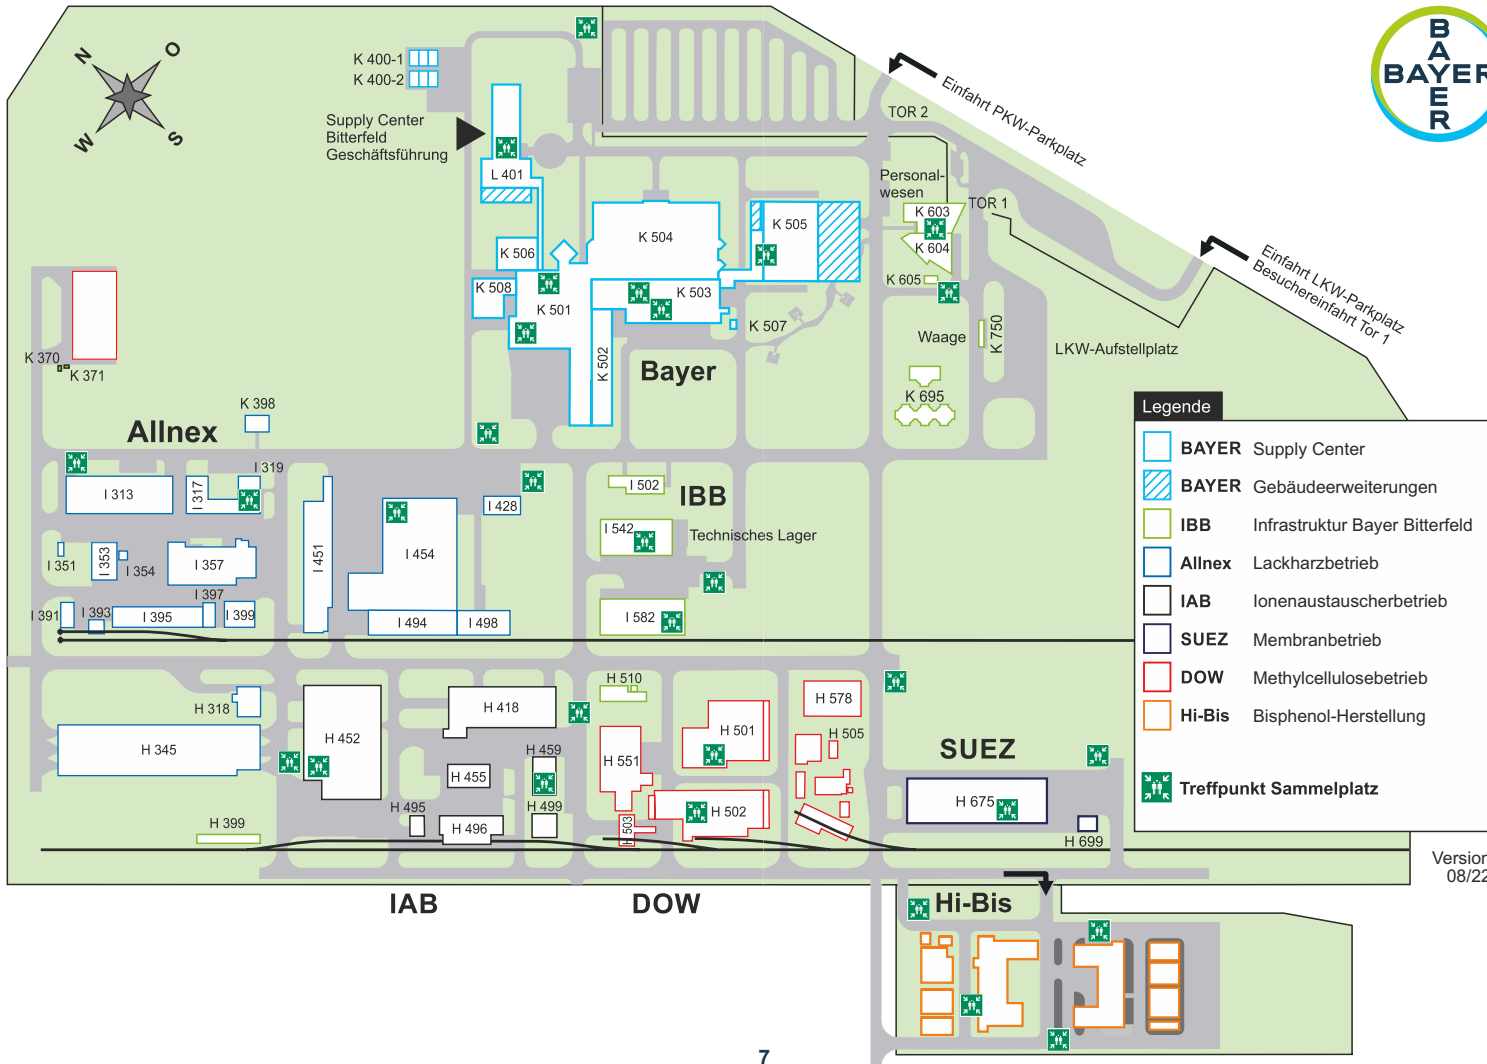 N
O
W
S
K 400-1
K 400-2
Supply Center
Bitterfeld
Geschäftsführung
L 401
K 506
K 508
K 501
K 504
K 503
K 502
K 505
K 507
Bayer
TOR 2
Einfahrt PKW-Parkplatz
Personal-
wesen
K 603
TOR 1
K 604
K 605
Waage
K 750
LKW-Aufstellplatz
K 695
Einfahrt LKW-Parkplatz
Besuchereinfahrt Tor 1
BAYER
BAYER
K 370
K 371
K 398
Allnex
I 319
I 313
I 317
I 451
I 454
I 428
I 351
I 353
I 354
I 357
I 397
I 391
I 393
I 395
I 399
I 494
I 498
I 502
IBB
I 542
Technisches Lager
I 582
H 318
H 345
H 399
H 452
H 418
H 455
H 459
H 495
H 496
H 499
H 510
H 551
H 501
H 502
H 503
H 578
H 505
SUEZ
H 675
H 699
IAB
DOW
Hi-Bis
Legende
BAYER Supply Center
BAYER Gebäudeerweiterungen
IBB Infrastruktur Bayer Bitterfeld
Allnex Lackharzbetrieb
IAB Ionenaustauscherbetrieb
SUEZ Membranbetrieb
DOW Methylcellulosebetrieb
Hi-Bis Bisphenol-Herstellung
Treffpunkt Sammelplatz
Version
08/22
7